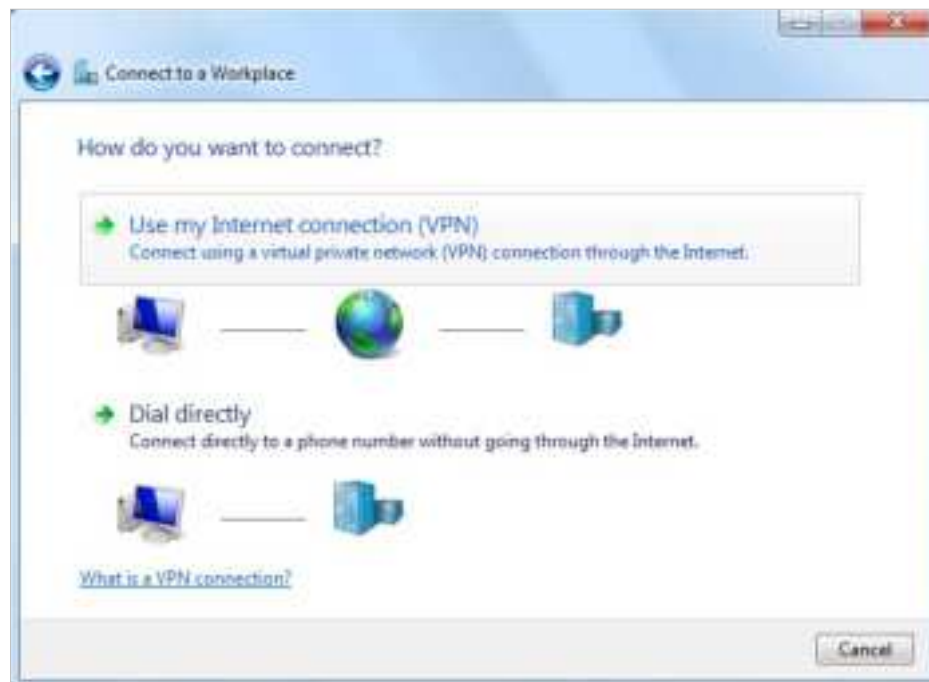 Connect to a Workplace
How do you want to connect?
Use my Internet connection (VPN)
Connect using a virtual private network (VPN) connection through the Internet.
Dial directly
Connect directly to a phone number without going through the Internet.
What is a VPN connection?
Cancel